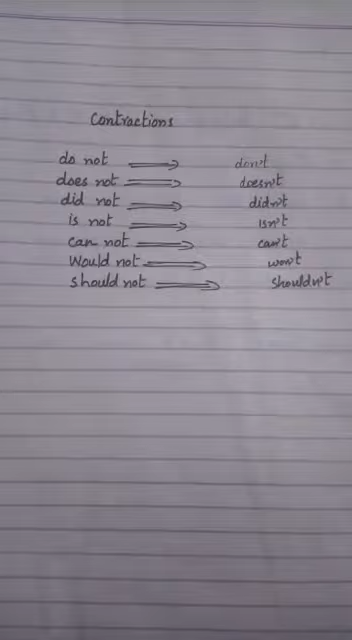 Contractions
do not ⟹ don't
does not ⟹ doesn't
did not ⟹ didn't
is not ⟹ isn't
can not ⟹ can't
Would not ⟹ won't
should not ⟹ shouldn't